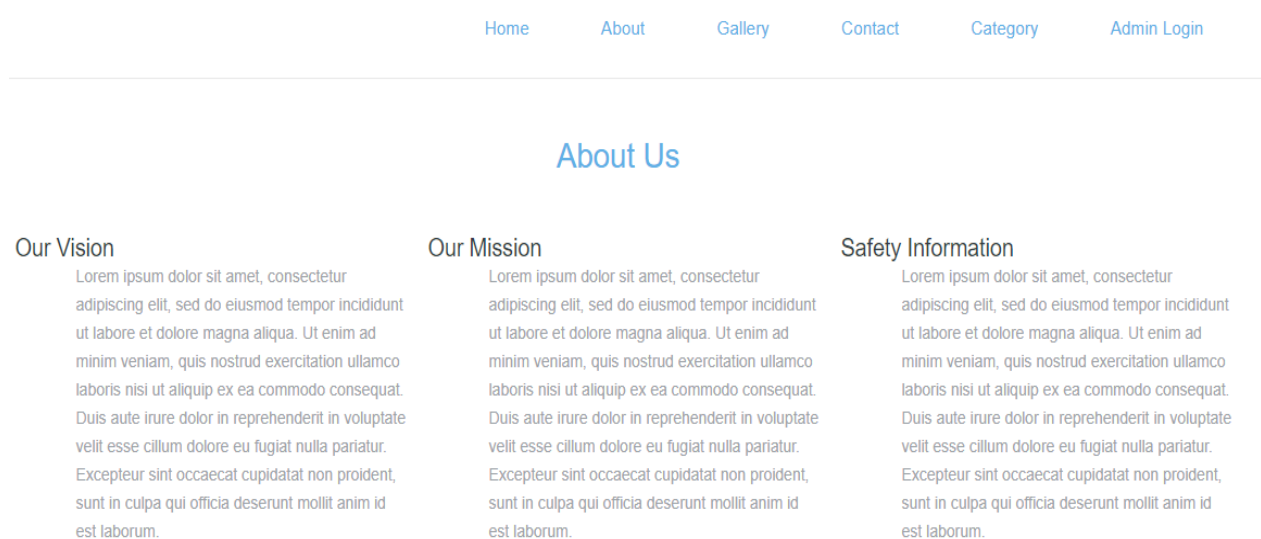 Home About Gallery Contact Category Admin Login
About Us
Our Vision
Lorem ipsum dolor sit amet, consectetur
adipiscing elit, sed do eiusmod tempor incididunt
ut labore et dolore magna aliqua. Ut enim ad
minim veniam, quis nostrud exercitation ullamco
laboris nisi ut aliquip ex ea commodo consequat.
Duis aute irure dolor in reprehenderit in voluptate
velit esse cillum dolore eu fugiat nulla pariatur.
Excepteur sint occaecat cupidatat non proident,
sunt in culpa qui officia deserunt mollit anim id
est laborum.
Our Mission
Lorem ipsum dolor sit amet, consectetur
adipiscing elit, sed do eiusmod tempor incididunt
ut labore et dolore magna aliqua. Ut enim ad
minim veniam, quis nostrud exercitation ullamco
laboris nisi ut aliquip ex ea commodo consequat.
Duis aute irure dolor in reprehenderit in voluptate
velit esse cillum dolore eu fugiat nulla pariatur.
Excepteur sint occaecat cupidatat non proident,
sunt in culpa qui officia deserunt mollit anim id
est laborum.
Safety Information
Lorem ipsum dolor sit amet, consectetur
adipiscing elit, sed do eiusmod tempor incididunt
ut labore et dolore magna aliqua. Ut enim ad
minim veniam, quis nostrud exercitation ullamco
laboris nisi ut aliquip ex ea commodo consequat.
Duis aute irure dolor in reprehenderit in voluptate
velit esse cillum dolore eu fugiat nulla pariatur.
Excepteur sint occaecat cupidatat non proident,
sunt in culpa qui officia deserunt mollit anim id
est laborum.